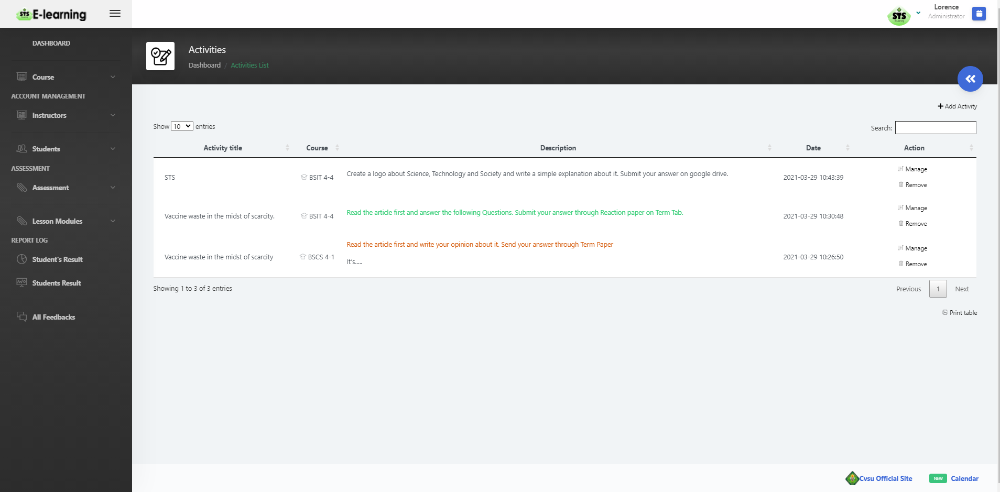 STS E-learning
STS
E-Learning
Lorence
Administrator
DASHBOARD
Course
ACCOUNT MANAGEMENT
Instructors
Students
ASSESSMENT
Assessment
Lesson Modules
REPORT LOG
Student's Result
Students Result
All Feedbacks
Activities
Dashboard / Activities List
Add Activity
Show 10 entries
Search:
Activity title Course Description Date Action
STS BSIT 4-4 Create a logo about Science, Technology and Society and write a simple explanation about it. Submit your answer on google drive. 2021-03-29 10:43:39 Manage
Remove
Vaccine waste in the midst of scarcity. BSIT 4-4 Read the article first and answer the following Questions. Submit your answer through Reaction paper on Term Tab. 2021-03-29 10:30:48 Manage
Remove
Vaccine waste in the midst of scarcity BSCS 4-1 Read the article first and write your opinion about it. Send your answer through Term Paper 2021-03-29 10:26:50 Manage
It's..... Remove
Showing 1 to 3 of 3 entries
Previous 1 Next
Print table
Cvsu Official Site NEW Calendar